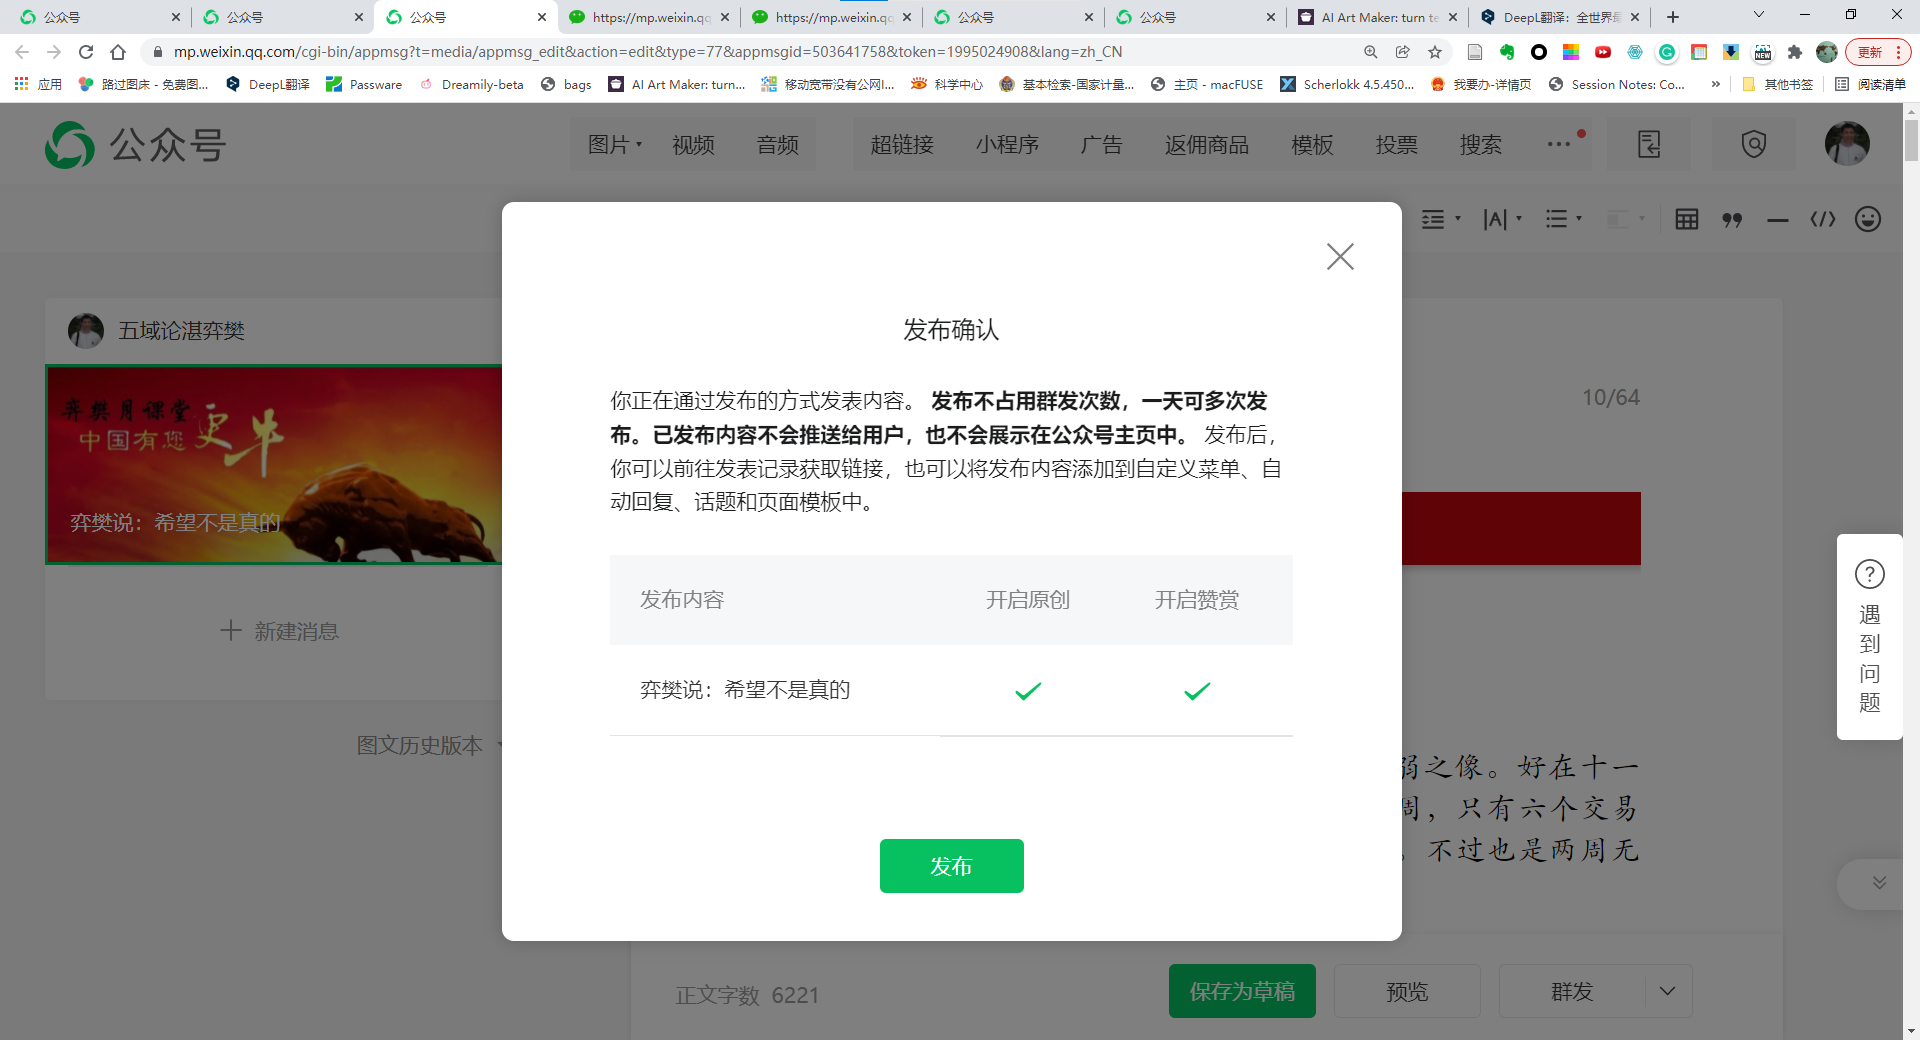 公众号
公众号
公众号
https://mp.weixin.qq
https://mp.weixin.qq
公众号
公众号
AI Art Maker: turn te
DeepL翻译：全世界最
mp.weixin.qq.com/cgi-bin/appmsg?t=media/appmsg_edit&action=edit&type=77&appmsgid=503641758&token=1995024908&lang=zh_CN
更新
应用
路过图床 - 免费图...
DeepL翻译
Passware
Dreamily-beta
bags
AI Art Maker: turn...
移动宽带没有公网I...
科学中心
基本检索-国家计量...
主页 - macFUSE
Scherlokk 4.5.450...
我要办-详情页
Session Notes: Co...
»
其他书签
阅读清单
公众号
图片
视频
音频
超链接
小程序
广告
返佣商品
模板
投票
搜索
五域论湛弈樊
弈樊月课堂
中国有您更牛
弈樊说：希望不是真的
新建消息
图文历史版本
发布确认
你正在通过发布的方式发表内容。 发布不占用群发次数，一天可多次发
布。已发布内容不会推送给用户，也不会展示在公众号主页中。 发布后，
你可以前往发表记录获取链接，也可以将发布内容添加到自定义菜单、自
动回复、话题和页面模板中。
发布内容
开启原创
开启赞赏
弈樊说：希望不是真的
发布
10/64
弱之像。好在十一
周，只有六个交易
。不过也是两周无
遇到问题
正文字数 6221
保存为草稿
预览
群发